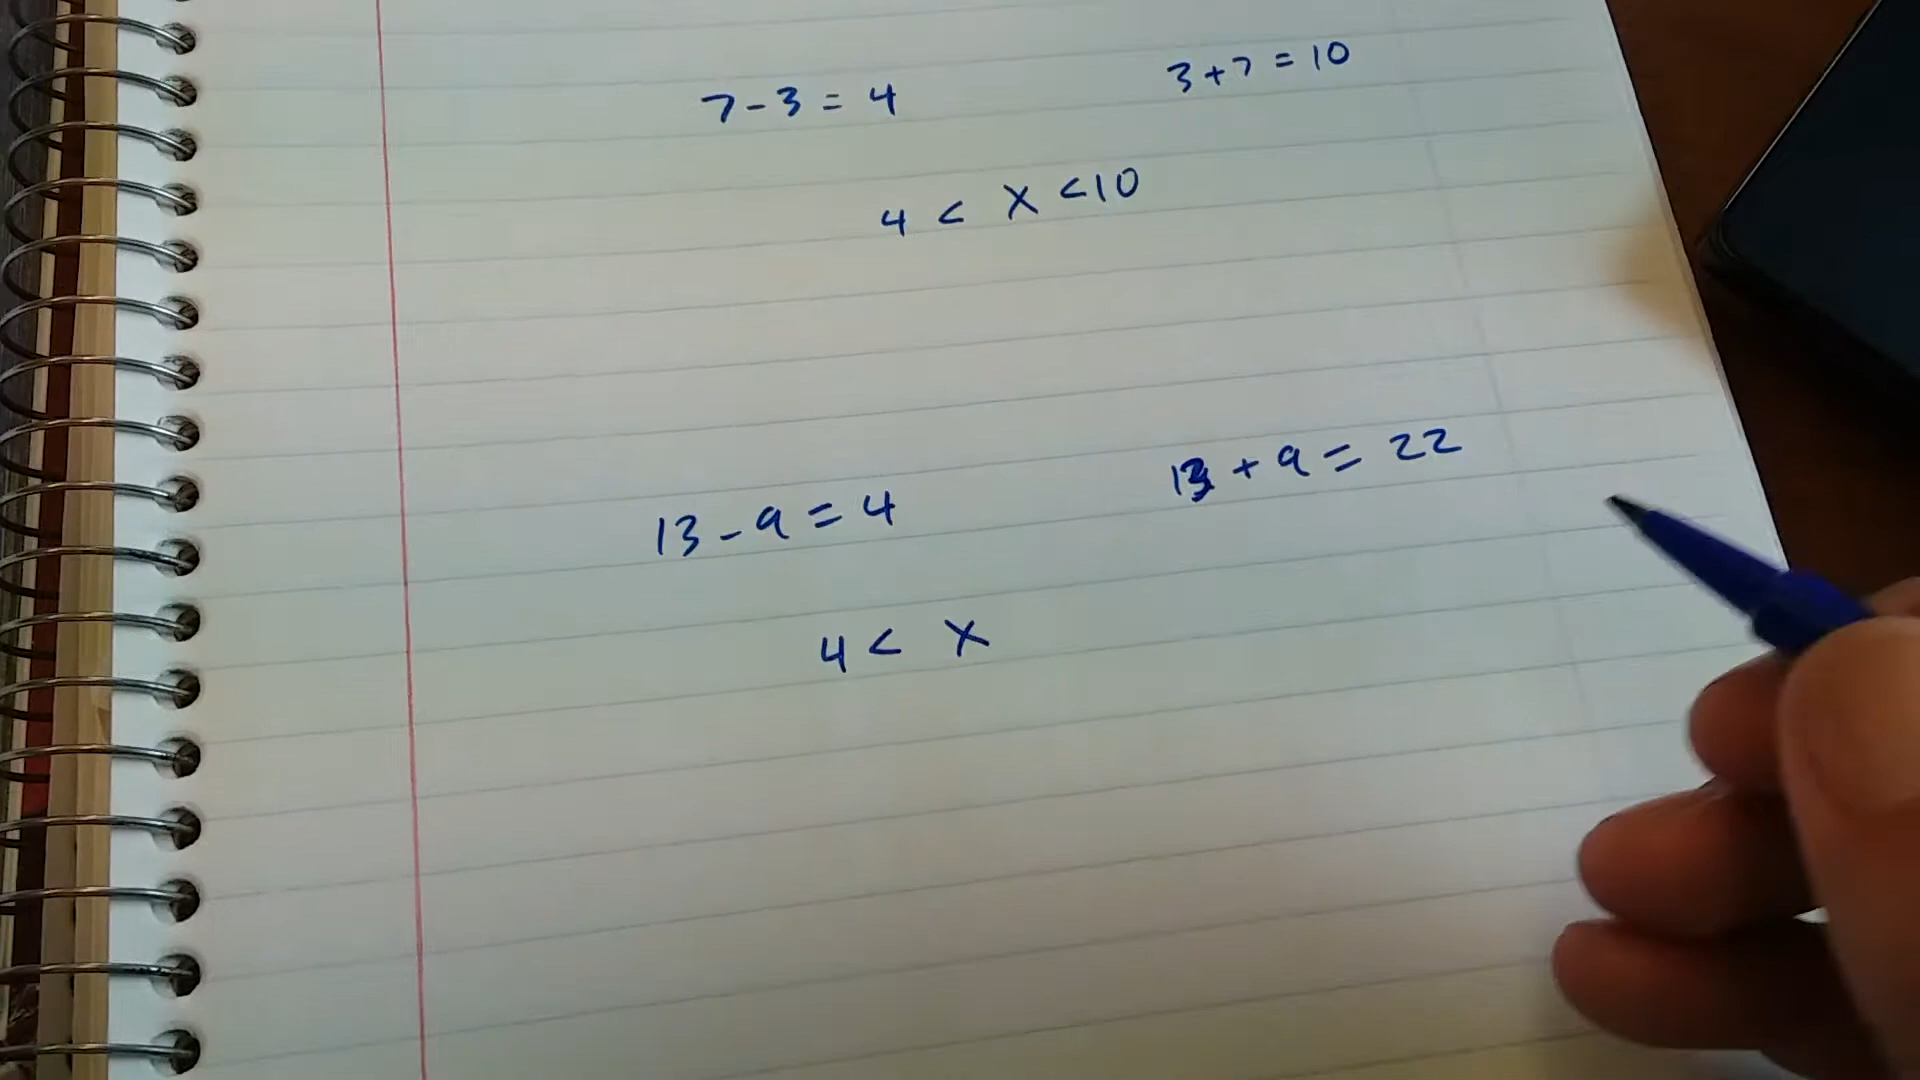 7 - 3 = 4
3 + 7 = 10
4 < x < 10
13 - 9 = 4
13 + 9 = 22
4 < x